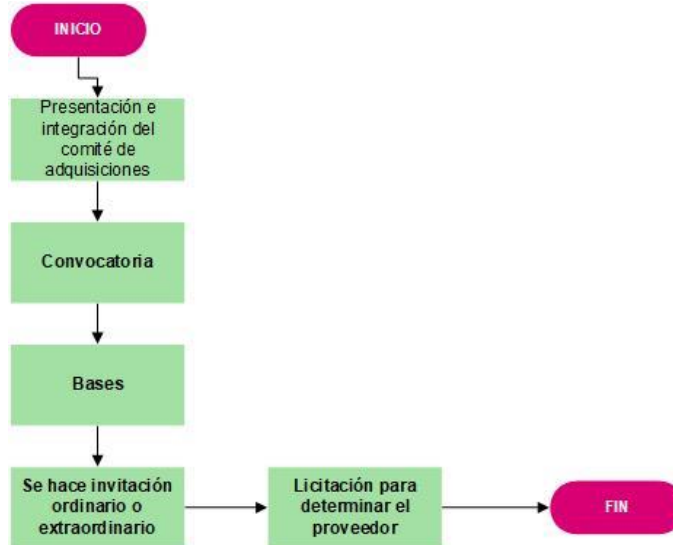 INICIO
Presentación e
integración del
comité de
adquisiciones
Convocatoria
Bases
Se hace invitación
ordinario o
extraordinario
Licitación para
determinar el
proveedor
FIN